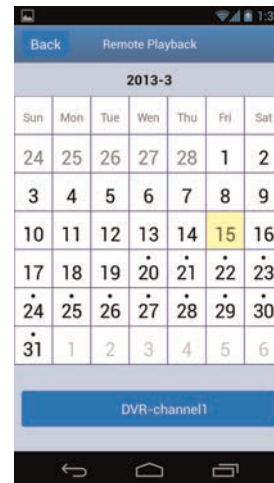 1:3
Back Remote Playback
2013-3
Sun Mon Tue Wen Thu Fri Sat
24 25 26 27 28 1 2
3 4 5 6 7 8 9
10 11 12 13 14 15 16
17 18 19 20 21 22 23
24 25 26 27 28 29 30
31 1 2 3 4 5 6
DVR-channel1